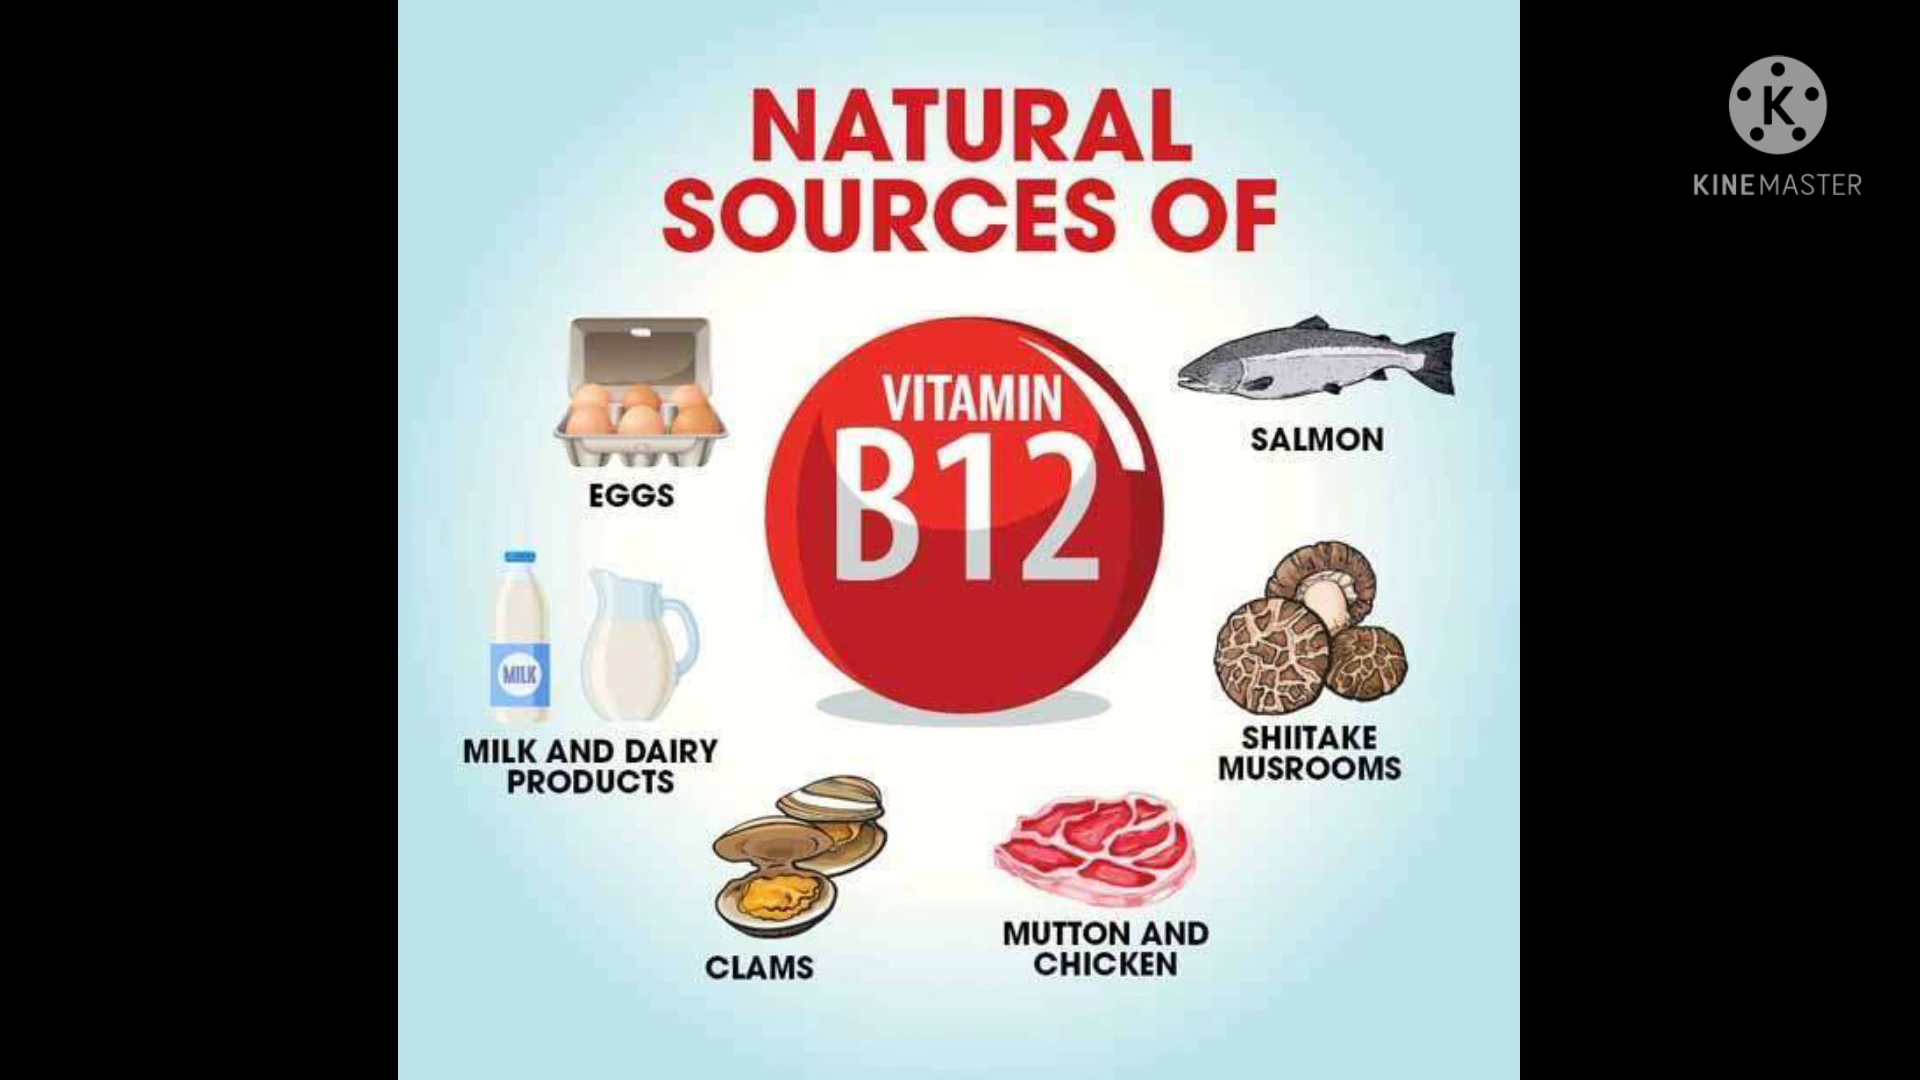 NATURAL
SOURCES OF
VITAMIN
B12
EGGS
SALMON
MILK
MILK AND DAIRY
PRODUCTS
SHIITAKE
MUSROOMS
CLAMS
MUTTON AND
CHICKEN
K
KINEMASTER